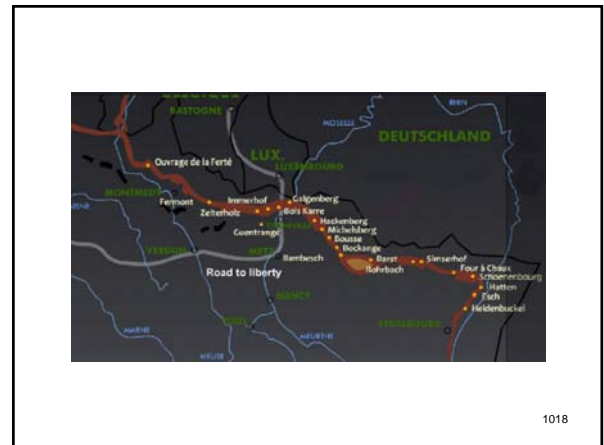 BASTOGNE
MOSELLE
RHIN
DEUTSCHLAND
LUX.
LUXEMBOURG
Ouvrage de la Ferté
MONTMEDY
Fermont
Immerhof
Galgenberg
Zeiterholz
Bois Karre
Hackenberg
Guentrange
Michelsberg
Bousse
Bockange
VERDUN
METZ
Bambesch
Barst
Simserhof
Rohrbach
Four à Chaux
Schoenenbourg
Hatten
Esch
Heidenbuckel
Road to liberty
NANCY
TOUL
MARNE
MEUSE
MEURTHE
1018